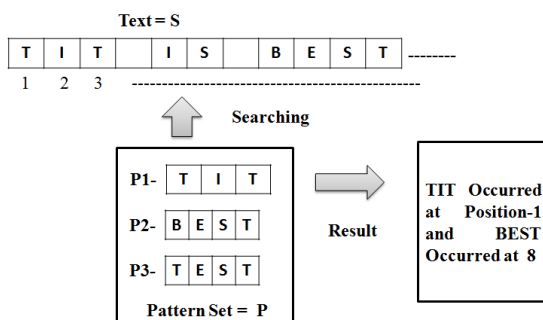 Text = S
T I T I S B E S T
1 2 3
Searching
P1- T I T
P2- B E S T
P3- T E S T
Pattern Set = P
Result
TIT Occurred
at Position-1
and BEST
Occurred at 8